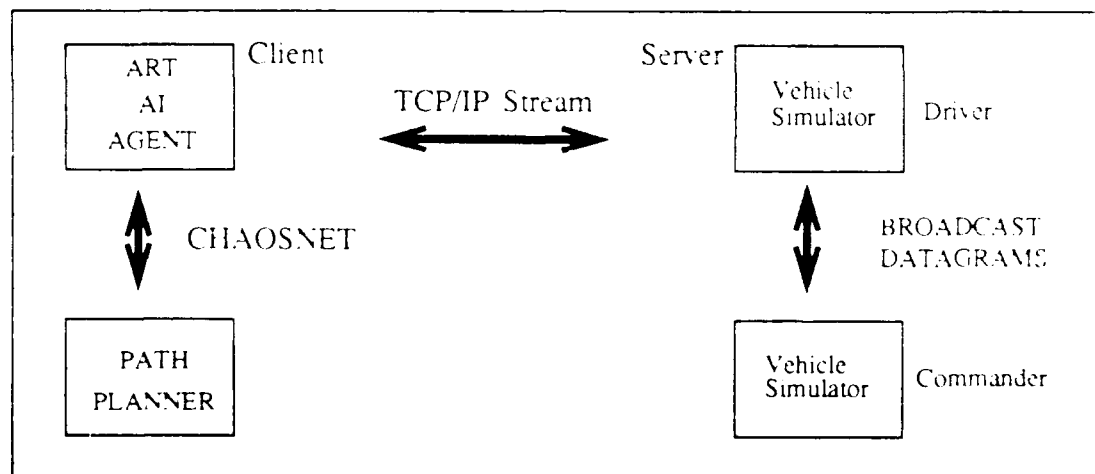 ART
AI
AGENT
Client
TCP/IP Stream
Server
Vehicle
Simulator
Driver
CHAOSNET
BROADCAST
DATAGRAMS
PATH
PLANNER
Vehicle
Simulator
Commander